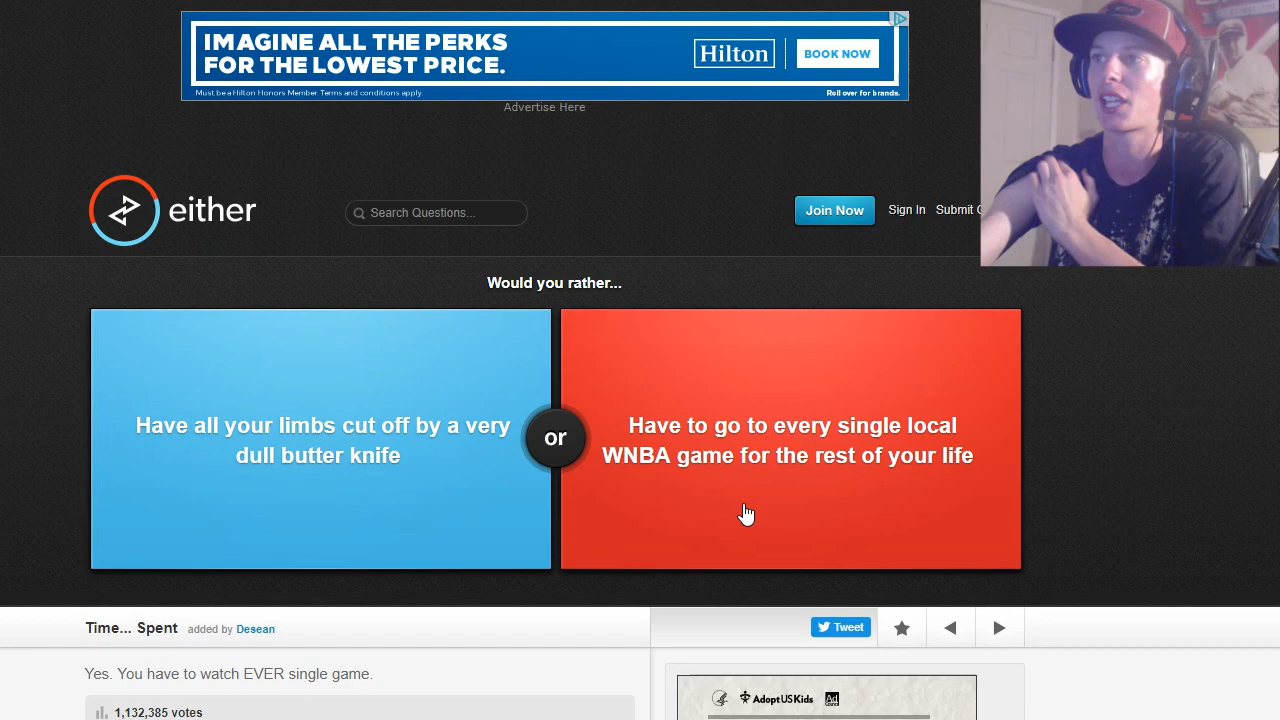 IMAGINE ALL THE PERKS
FOR THE LOWEST PRICE.
Hilton
BOOK NOW
Must be a Hilton Honors Member. Terms and conditions apply.
Roll over for brands.
Advertise Here
either
Search Questions...
Join Now
Sign In
Submit
Would you rather...
Have all your limbs cut off by a very
dull butter knife
or
Have to go to every single local
WNBA game for the rest of your life
Time... Spent
added by Desean
Tweet
Yes. You have to watch EVER single game.
1,132,385 votes
AdoptUSKids
Ad
Council